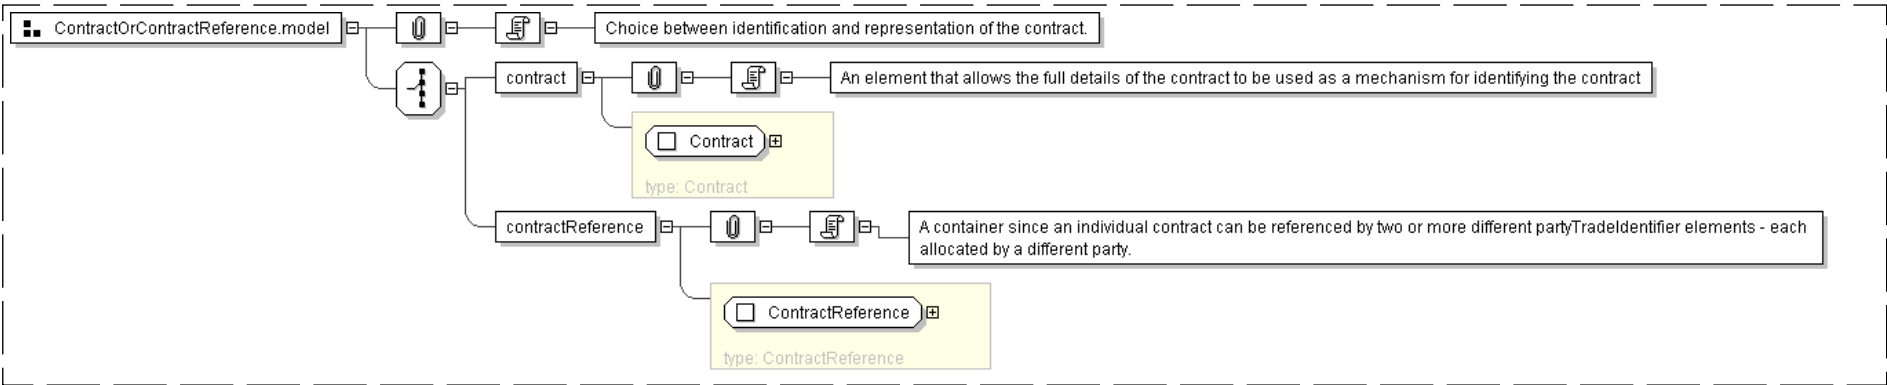 ContractOrContractReference.model
Choice between identification and representation of the contract.
contract
An element that allows the full details of the contract to be used as a mechanism for identifying the contract
Contract
type: Contract
contractReference
A container since an individual contract can be referenced by two or more different partyTradeIdentifier elements - each
allocated by a different party.
ContractReference
type: ContractReference